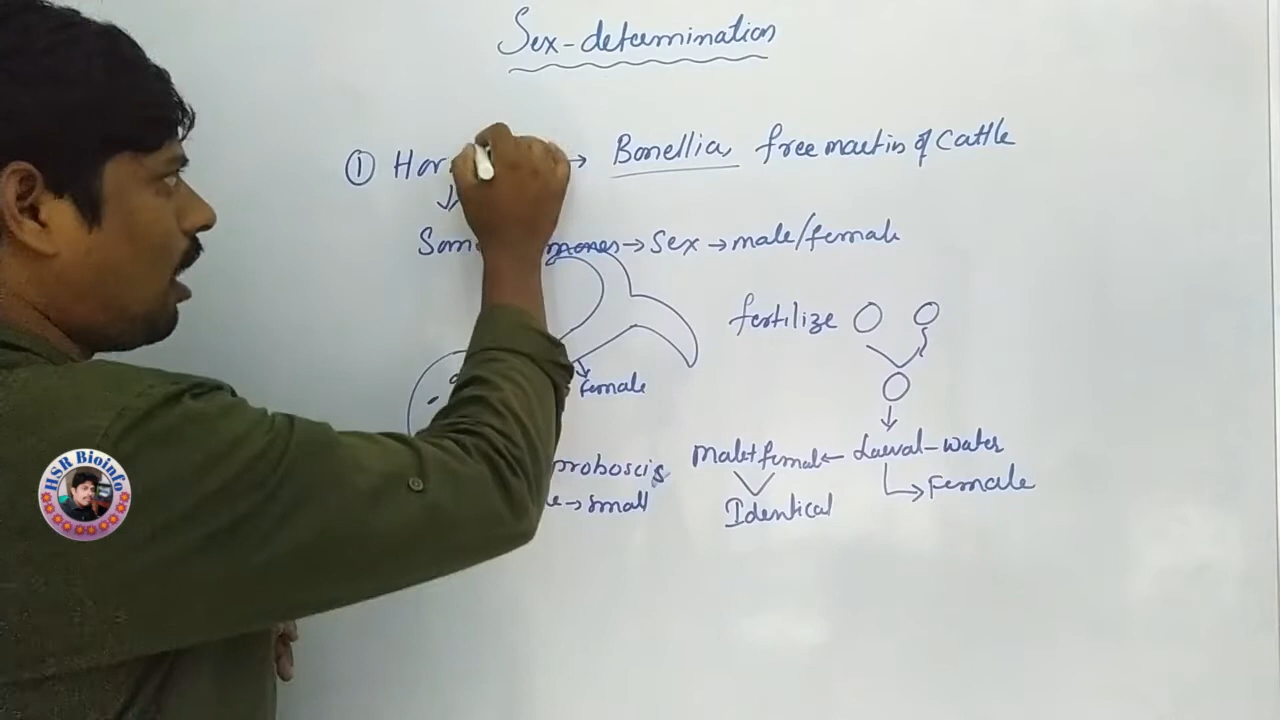 Sex-determination
① Hor → Bonellia, free martin of Cattle
Som mones → Sex → male/female
fertilize
female
proboscis
male+female ← Larval-water
→ small
→ Female
Identical
HSR Bioinfo